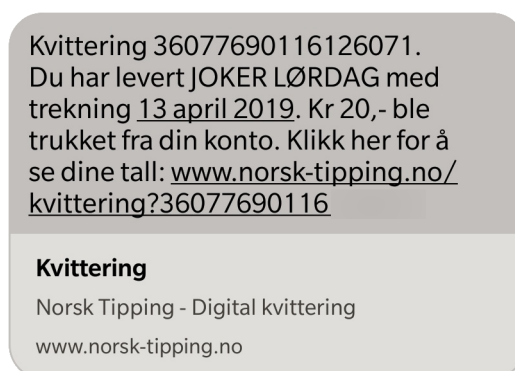 Kvittering 36077690116126071.
Du har levert JOKER LØRDAG med
trekning 13 april 2019. Kr 20,- ble
trukket fra din konto. Klikk her for å
se dine tall: www.norsk-tipping.no/
kvittering?36077690116
Kvittering
Norsk Tipping - Digital kvittering
www.norsk-tipping.no